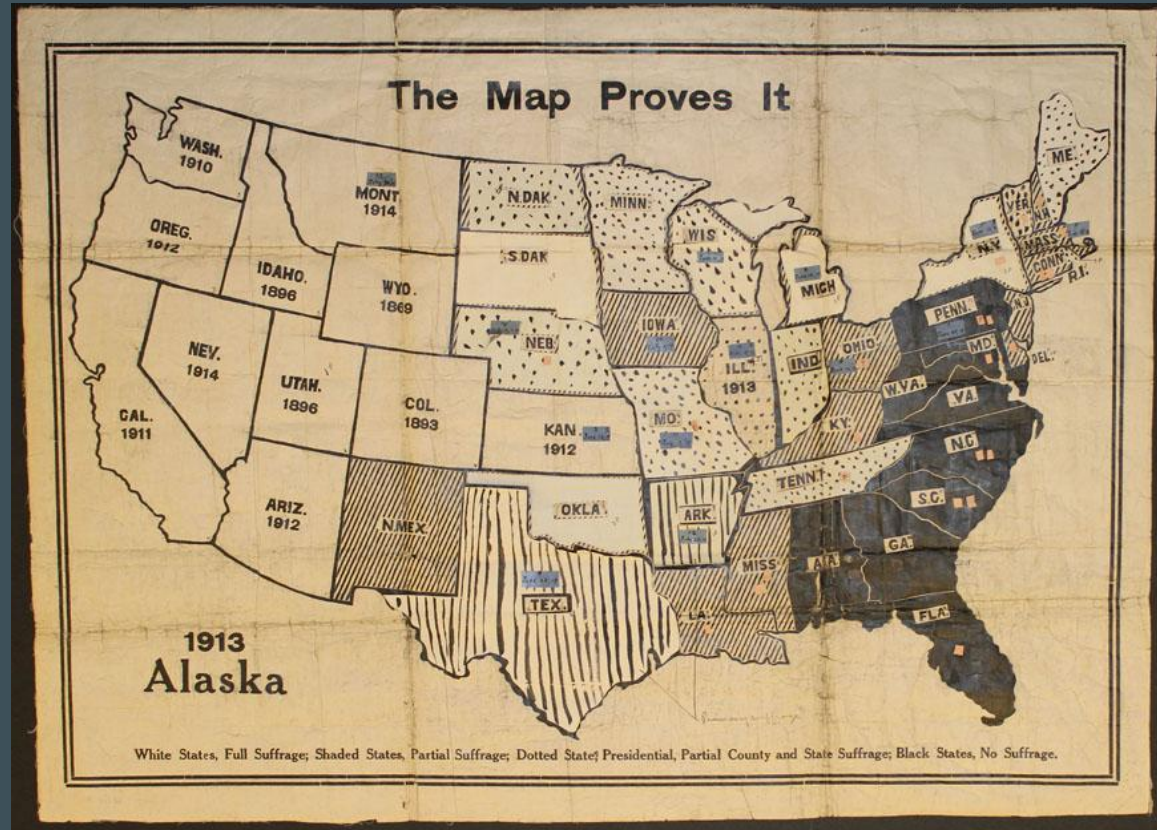 The Map Proves It
WASH.
1910
MONT
1914
N.DAK
MINN.
ME.
OREG.
1912
IDAHO.
1896
WYO.
1869
S.DAK
WIS
MICH
N.Y
VER.
N.H.
MASS
CONN.
R.I.
NEV.
1914
UTAH.
1896
COL.
1893
NEB.
IOWA.
ILL.
1913
IND.
OHIO.
PENN.
N.J.
MD.
DEL.
CAL.
1911
KAN.
1912
MO.
KY.
W.VA.
VA.
ARIZ.
1912
N.MEX.
OKLA
ARK
TENN.
N.C
S.C.
TEX.
LA.
MISS
ALA
GA.
FLA.
1913
Alaska
White States, Full Suffrage; Shaded States, Partial Suffrage; Dotted States Presidential, Partial County and State Suffrage; Black States, No Suffrage.